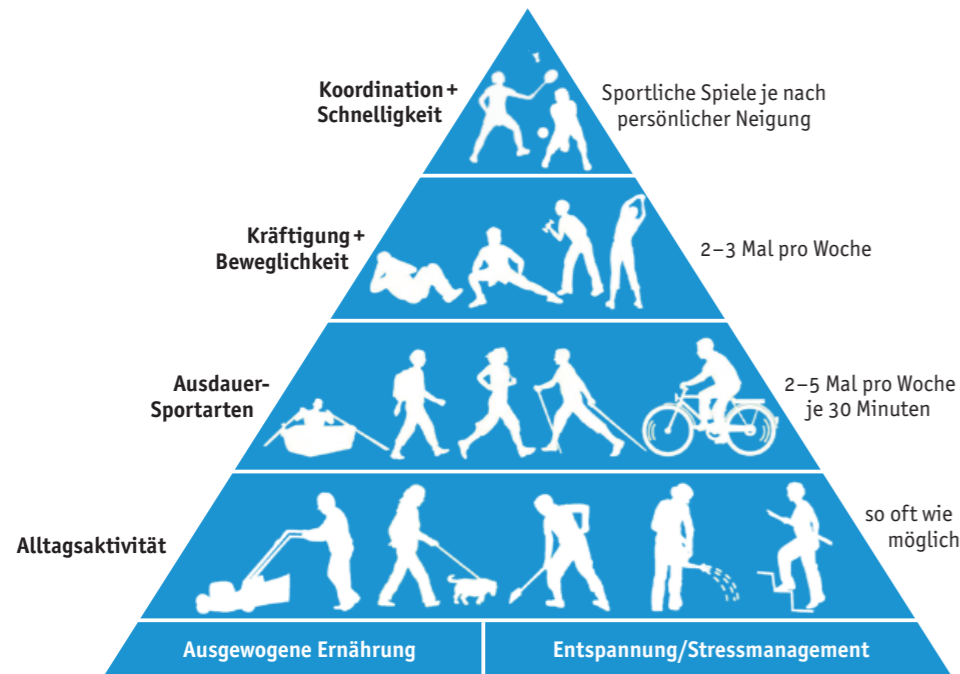 Koordination +
Schnelligkeit
Sportliche Spiele je nach
persönlicher Neigung
Kräftigung +
Beweglichkeit
2–3 Mal pro Woche
Ausdauer-
Sportarten
2–5 Mal pro Woche
je 30 Minuten
Alltagsaktivität
so oft wie
möglich
Ausgewogene Ernährung
Entspannung/Stressmanagement